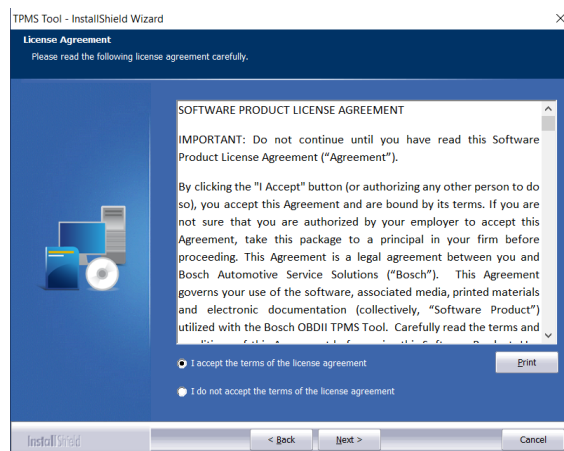 TPMS Tool - InstallShield Wizard
License Agreement
Please read the following license agreement carefully.
SOFTWARE PRODUCT LICENSE AGREEMENT
IMPORTANT: Do not continue until you have read this Software
Product License Agreement (“Agreement”).
By clicking the "I Accept" button (or authorizing any other person to do
so), you accept this Agreement and are bound by its terms. If you are
not sure that you are authorized by your employer to accept this
Agreement, take this package to a principal in your firm before
proceeding. This Agreement is a legal agreement between you and
Bosch Automotive Service Solutions (“Bosch”). This Agreement
governs your use of the software, associated media, printed materials
and electronic documentation (collectively, “Software Product”)
utilized with the Bosch OBDII TPMS Tool. Carefully read the terms and
I accept the terms of the license agreement
Print
I do not accept the terms of the license agreement
InstallShield
< Back
Next >
Cancel